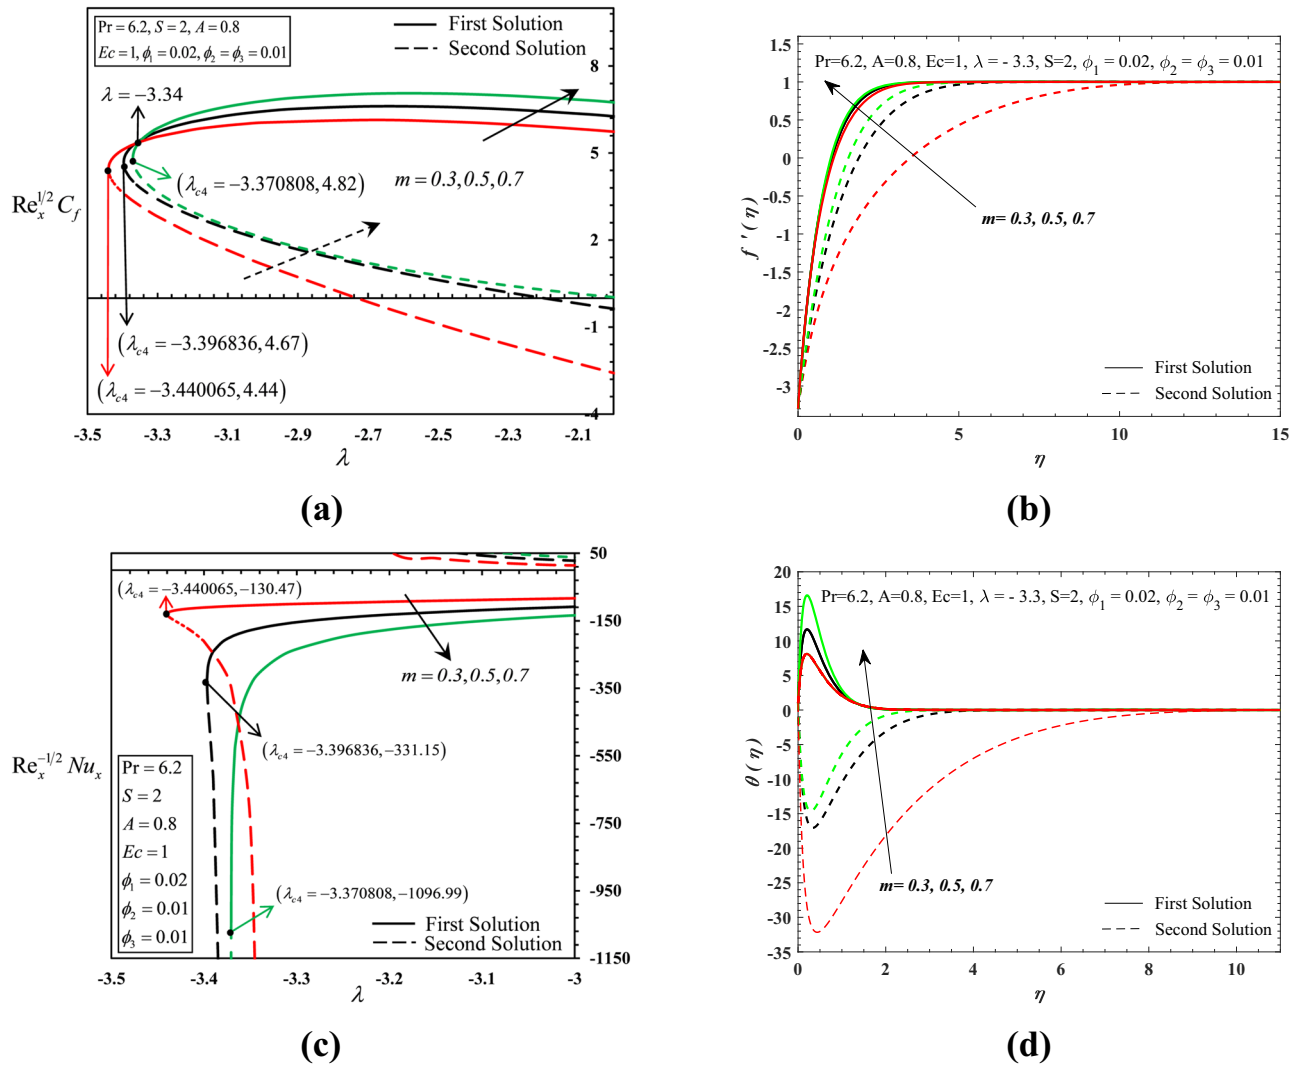 Pr = 6.2, S = 2, A = 0.8
Ec = 1, ϕ₁ = 0.02, ϕ₂ = ϕ₃ = 0.01
First Solution
Second Solution
λ = −3.34
(λc4 = −3.370808, 4.82)
m = 0.3, 0.5, 0.7
(λc4 = −3.396836, 4.67)
(λc4 = −3.440065, 4.44)
Re_x^{1/2} C_f
8
5
2
-1
-4
-3.5 -3.3 -3.1 -2.9 -2.7 -2.5 -2.3 -2.1
λ
(a)
Pr=6.2, A=0.8, Ec=1, λ = - 3.3, S=2, ϕ₁ = 0.02, ϕ₂ = ϕ₃ = 0.01
m= 0.3, 0.5, 0.7
First Solution
Second Solution
f '(η)
1.5
1
0.5
0
-0.5
-1
-1.5
-2
-2.5
-3
0 5 10 15
η
(b)
(λc4 = −3.440065, −130.47)
m = 0.3, 0.5, 0.7
(λc4 = −3.396836, −331.15)
(λc4 = −3.370808, −1096.99)
Re_x^{-1/2} Nu_x
Pr = 6.2
S = 2
A = 0.8
Ec = 1
ϕ₁ = 0.02
ϕ₂ = 0.01
ϕ₃ = 0.01
First Solution
Second Solution
50
-150
-350
-550
-750
-950
-1150
-3.5 -3.4 -3.3 -3.2 -3.1 -3
λ
(c)
Pr=6.2, A=0.8, Ec=1, λ = - 3.3, S=2, ϕ₁ = 0.02, ϕ₂ = ϕ₃ = 0.01
m= 0.3, 0.5, 0.7
First Solution
Second Solution
θ (η)
20
15
10
5
0
-5
-10
-15
-20
-25
-30
-35
0 2 4 6 8 10
η
(d)